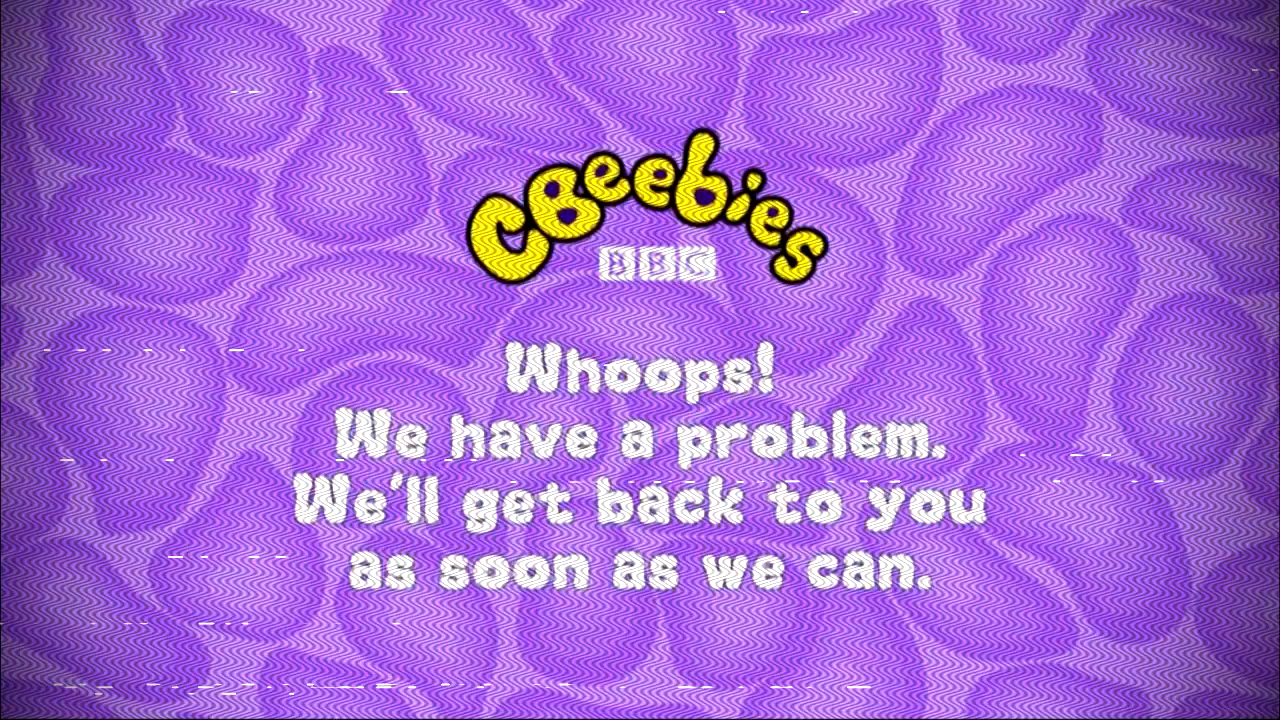 CBeebies
BBC
Whoops!
We have a problem.
We'll get back to you
as soon as we can.